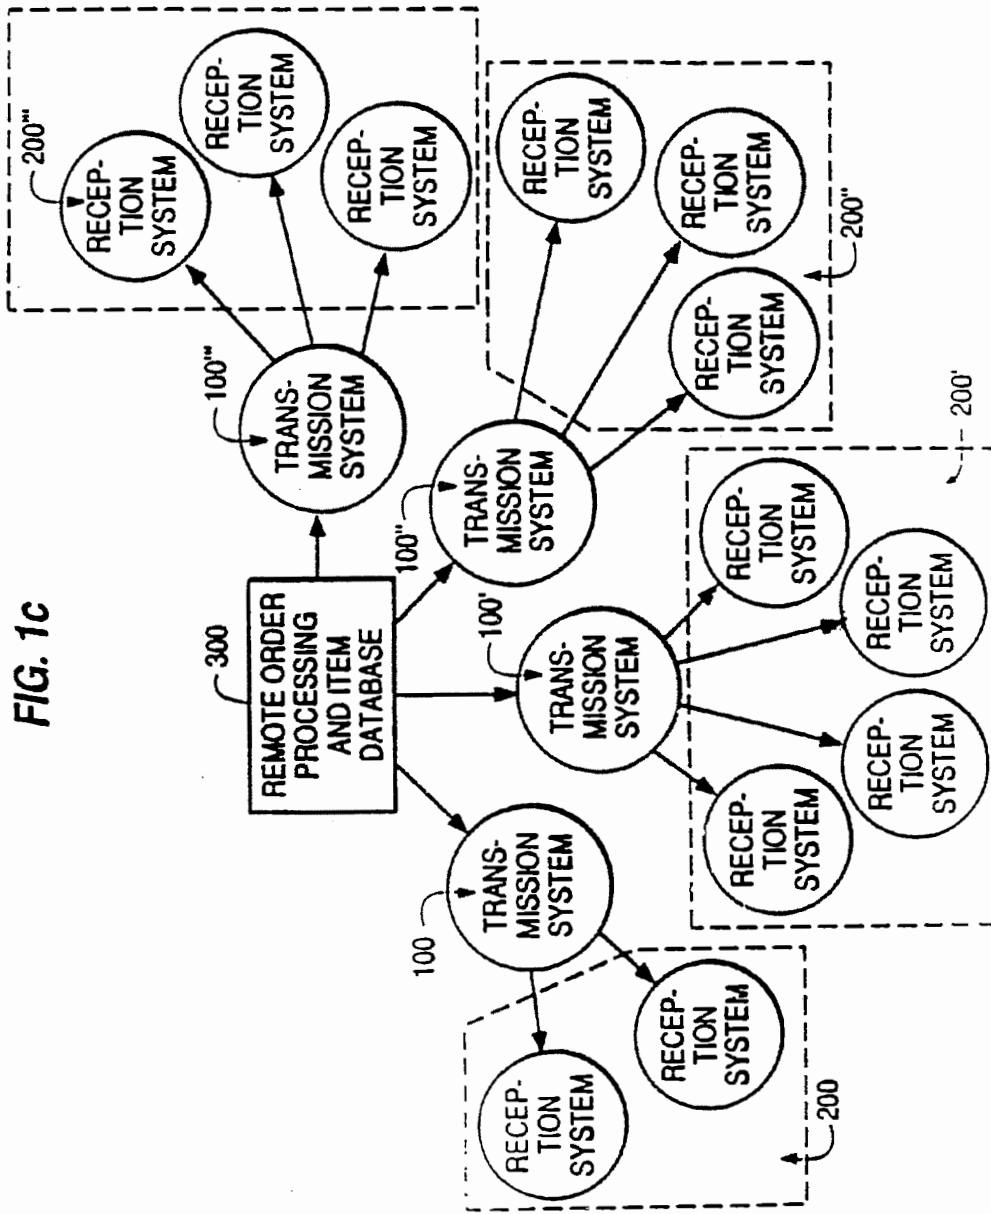 FIG. 1c
300
REMOTE ORDER
PROCESSING
AND ITEM
DATABASE
100
TRANS-
MISSION
SYSTEM
100'
TRANS-
MISSION
SYSTEM
100"
TRANS-
MISSION
SYSTEM
100"'
TRANS-
MISSION
SYSTEM
RECEP-
TION
SYSTEM
RECEP-
TION
SYSTEM
200
RECEP-
TION
SYSTEM
RECEP-
TION
SYSTEM
RECEP-
TION
SYSTEM
RECEP-
TION
SYSTEM
200'
RECEP-
TION
SYSTEM
RECEP-
TION
SYSTEM
RECEP-
TION
SYSTEM
200"
200"'
RECEP-
TION
SYSTEM
RECEP-
TION
SYSTEM
RECEP-
TION
SYSTEM